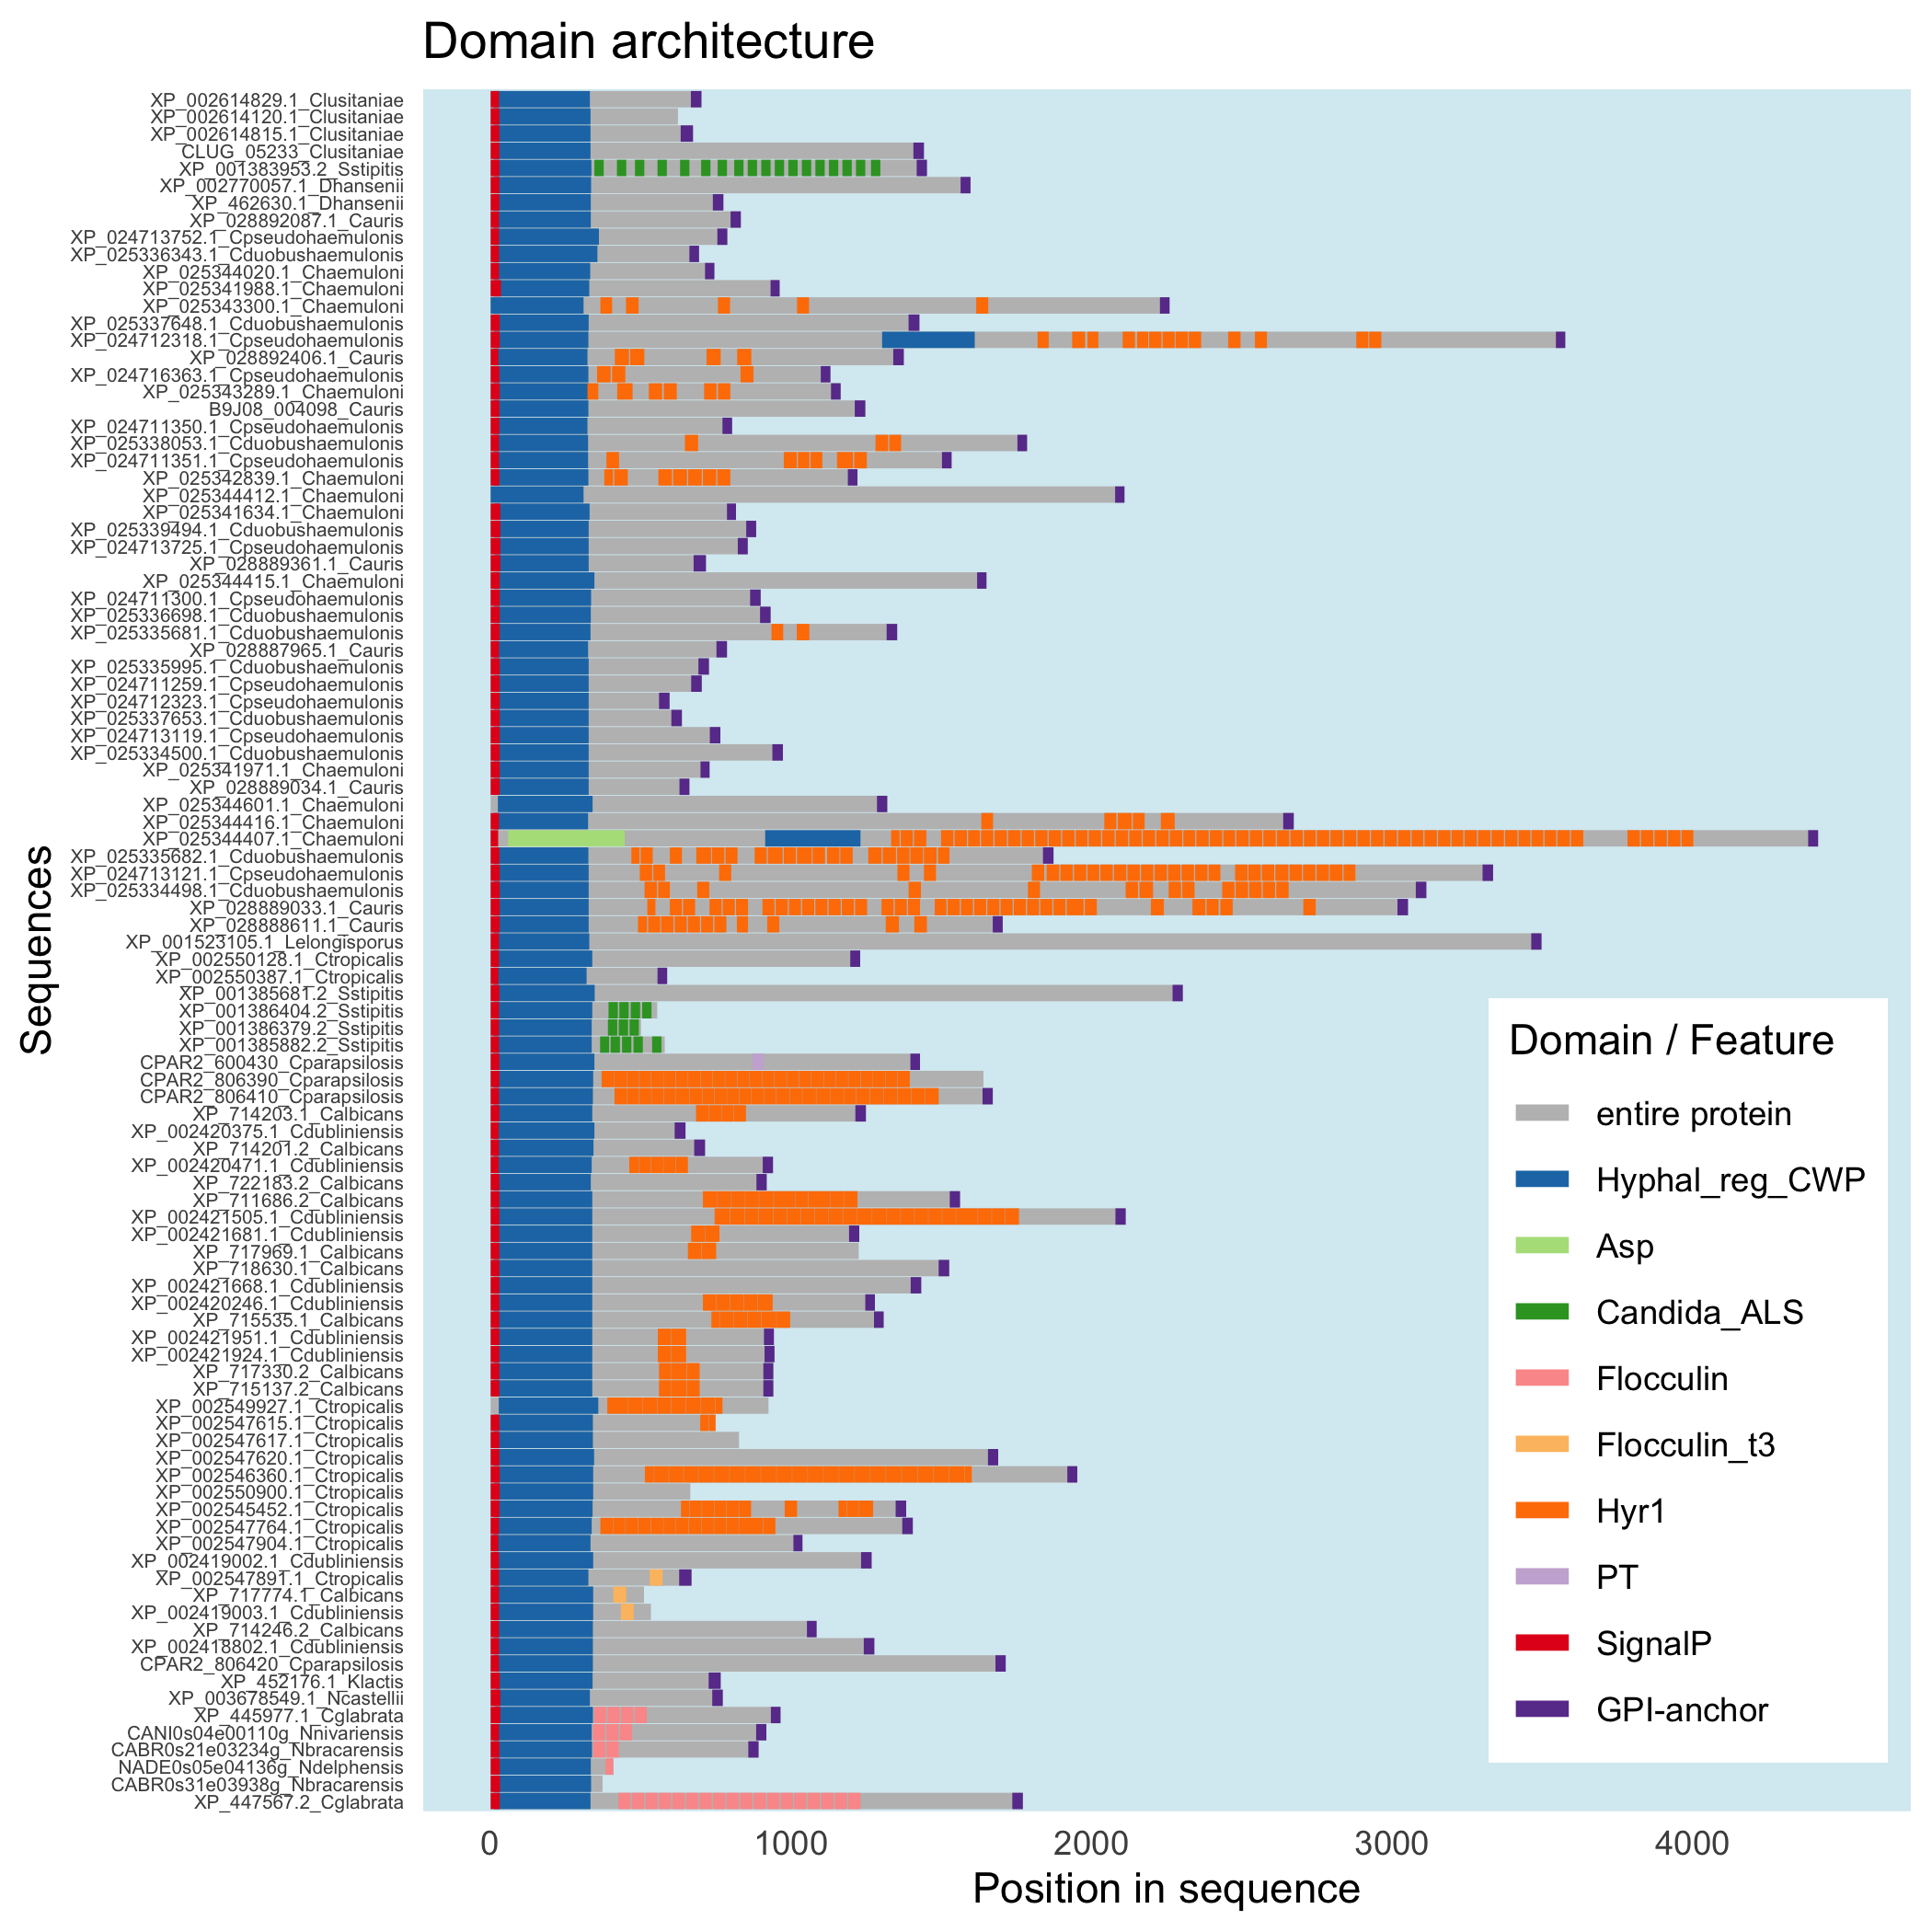 Domain architecture
XP_002614829.1_Clusitaniae
XP_002614120.1_Clusitaniae
XP_002614815.1_Clusitaniae
CLUG_05233_Clusitaniae
XP_001383953.2_Sstipitis
XP_002770057.1_Dhansenii
XP_462630.1_Dhansenii
XP_028892087.1_Cauris
XP_024713752.1_Cpseudohaemulonis
XP_025336343.1_Cduobushaemulonis
XP_025344020.1_Chaemuloni
XP_025341988.1_Chaemuloni
XP_025343300.1_Chaemuloni
XP_025337648.1_Cduobushaemulonis
XP_024712318.1_Cpseudohaemulonis
XP_028892406.1_Cauris
XP_024716363.1_Cpseudohaemulonis
XP_025343289.1_Chaemuloni
B9J08_004098_Cauris
XP_024711350.1_Cpseudohaemulonis
XP_025338053.1_Cduobushaemulonis
XP_024711351.1_Cpseudohaemulonis
XP_025342839.1_Chaemuloni
XP_025344412.1_Chaemuloni
XP_025341634.1_Chaemuloni
XP_025339494.1_Cduobushaemulonis
XP_024713725.1_Cpseudohaemulonis
XP_028889361.1_Cauris
XP_025344415.1_Chaemuloni
XP_024711300.1_Cpseudohaemulonis
XP_025336698.1_Cduobushaemulonis
XP_025335681.1_Cduobushaemulonis
XP_028887965.1_Cauris
XP_025335995.1_Cduobushaemulonis
XP_024711259.1_Cpseudohaemulonis
XP_024712323.1_Cpseudohaemulonis
XP_025337653.1_Cduobushaemulonis
XP_024713119.1_Cpseudohaemulonis
XP_025334500.1_Cduobushaemulonis
XP_025341971.1_Chaemuloni
XP_028889034.1_Cauris
XP_025344601.1_Chaemuloni
XP_025344416.1_Chaemuloni
XP_025344407.1_Chaemuloni
XP_025335682.1_Cduobushaemulonis
XP_024713121.1_Cpseudohaemulonis
XP_025334498.1_Cduobushaemulonis
XP_028889033.1_Cauris
XP_028888611.1_Cauris
XP_001523105.1_Lelongisporus
XP_002550128.1_Ctropicalis
XP_002550387.1_Ctropicalis
XP_001385681.2_Sstipitis
XP_001386404.2_Sstipitis
XP_001386379.2_Sstipitis
XP_001385882.2_Sstipitis
CPAR2_600430_Cparapsilosis
CPAR2_806390_Cparapsilosis
CPAR2_806410_Cparapsilosis
XP_714203.1_Calbicans
XP_002420375.1_Cdubliniensis
XP_714201.2_Calbicans
XP_002420471.1_Cdubliniensis
XP_722183.2_Calbicans
XP_711686.2_Calbicans
XP_002421505.1_Cdubliniensis
XP_002421681.1_Cdubliniensis
XP_717969.1_Calbicans
XP_718630.1_Calbicans
XP_002421668.1_Cdubliniensis
XP_002420246.1_Cdubliniensis
XP_715535.1_Calbicans
XP_002421951.1_Cdubliniensis
XP_002421924.1_Cdubliniensis
XP_717330.2_Calbicans
XP_715137.2_Calbicans
XP_002549927.1_Ctropicalis
XP_002547615.1_Ctropicalis
XP_002547617.1_Ctropicalis
XP_002547620.1_Ctropicalis
XP_002546360.1_Ctropicalis
XP_002550900.1_Ctropicalis
XP_002545452.1_Ctropicalis
XP_002547764.1_Ctropicalis
XP_002547904.1_Ctropicalis
XP_002419002.1_Cdubliniensis
XP_002547891.1_Ctropicalis
XP_717774.1_Calbicans
XP_002419003.1_Cdubliniensis
XP_714246.2_Calbicans
XP_002418802.1_Cdubliniensis
CPAR2_806420_Cparapsilosis
XP_452176.1_Klactis
XP_003678549.1_Ncastellii
XP_445977.1_Cglabrata
CANI0s04e00110g_Nnivariensis
CABR0s21e03234g_Nbracarensis
NADE0s05e04136g_Ndelphensis
CABR0s31e03938g_Nbracarensis
XP_447567.2_Cglabrata
Sequences
Domain / Feature
entire protein
Hyphal_reg_CWP
Asp
Candida_ALS
Flocculin
Flocculin_t3
Hyr1
PT
SignalP
GPI-anchor
0 1000 2000 3000 4000
Position in sequence